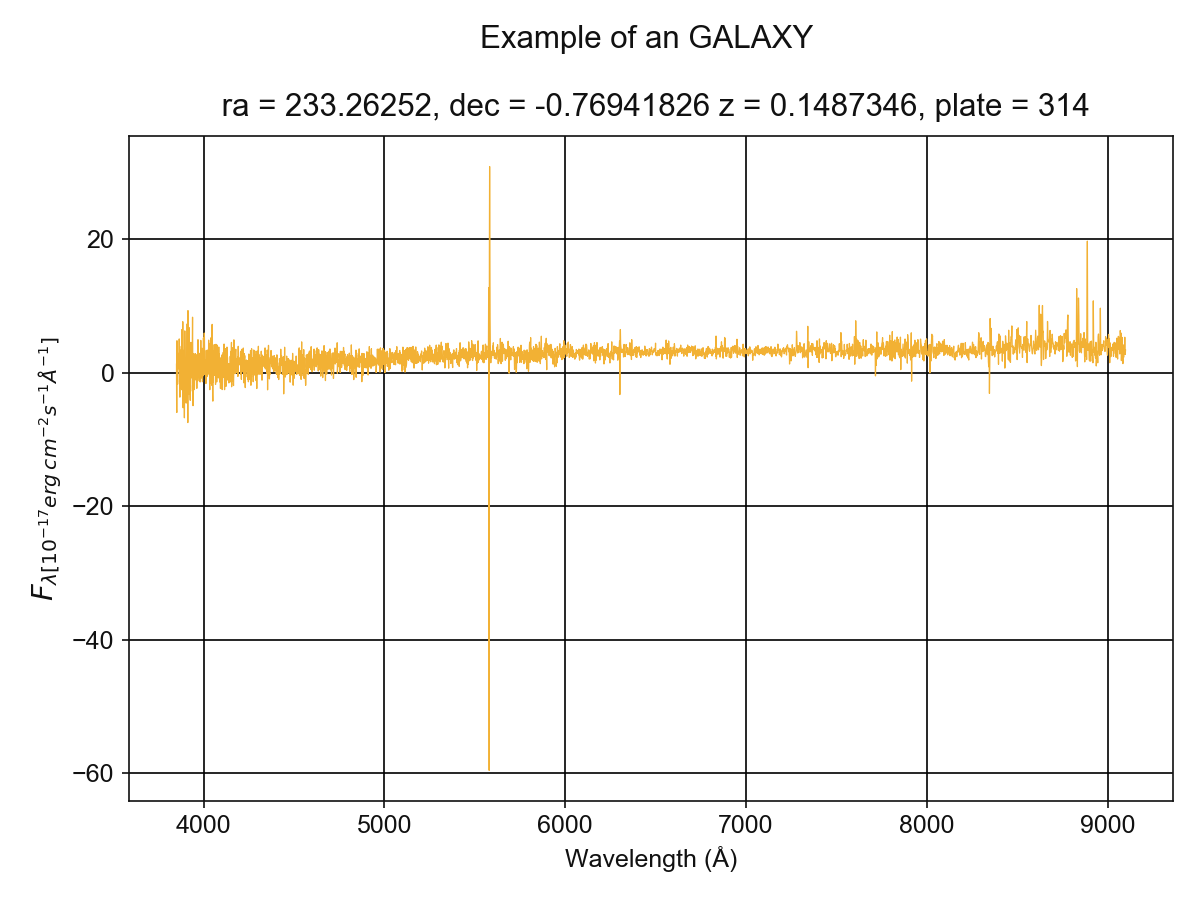 Example of an GALAXY
ra = 233.26252, dec = -0.76941826 z = 0.1487346, plate = 314
20
0
−20
−40
−60
F_{λ[10^{−17} erg cm^{−2}s^{−1}Å^{−1}]}
4000 5000 6000 7000 8000 9000
Wavelength (Å)